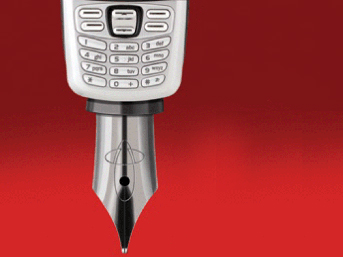 1 2 abc 3 def
4 ghi 5 jkl 6 mno
7 pqrs 8 tuv 9 wxyz
0 +